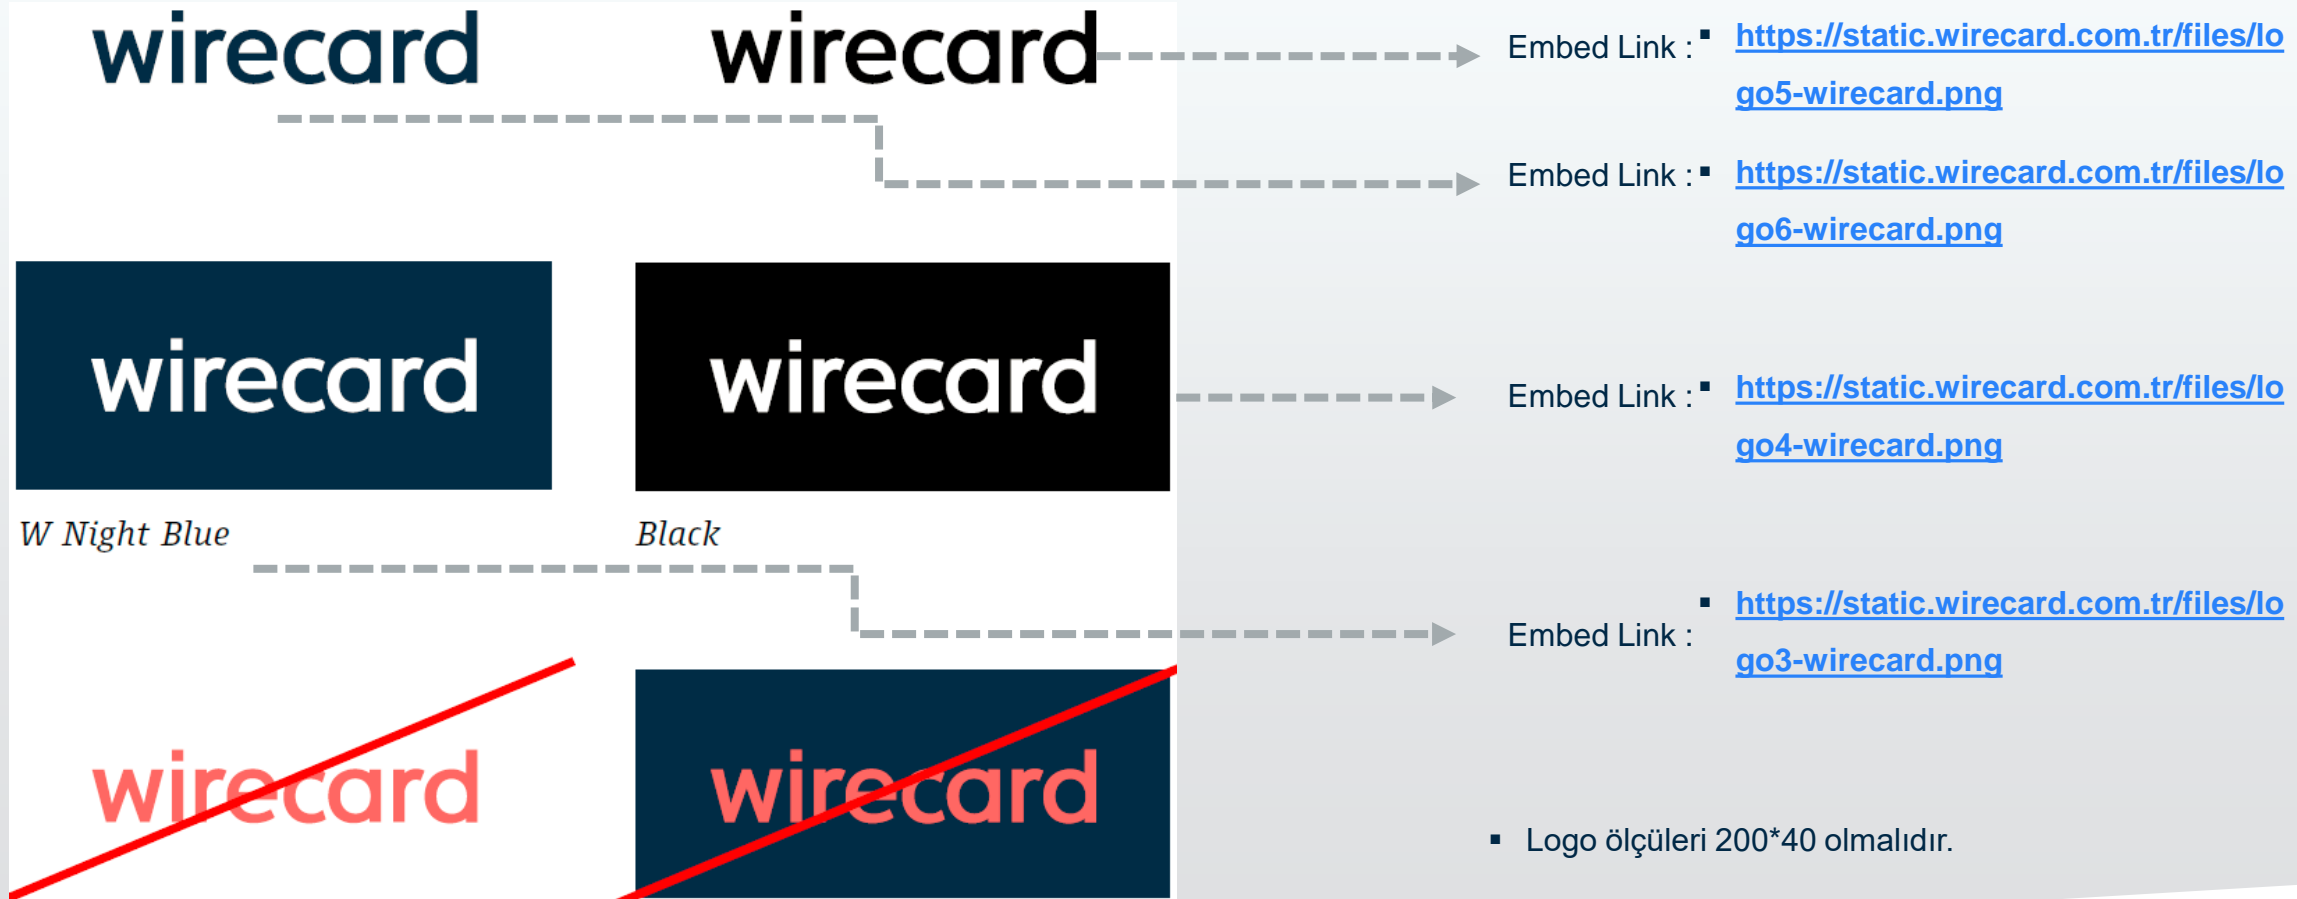 wirecard
wirecard
Embed Link :
▪ https://static.wirecard.com.tr/files/lo
go5-wirecard.png
Embed Link :
▪ https://static.wirecard.com.tr/files/lo
go6-wirecard.png
wirecard
wirecard
Embed Link :
▪ https://static.wirecard.com.tr/files/lo
go4-wirecard.png
W Night Blue
Black
Embed Link :
▪ https://static.wirecard.com.tr/files/lo
go3-wirecard.png
wirecard
wirecard
▪ Logo ölçüleri 200*40 olmalıdır.